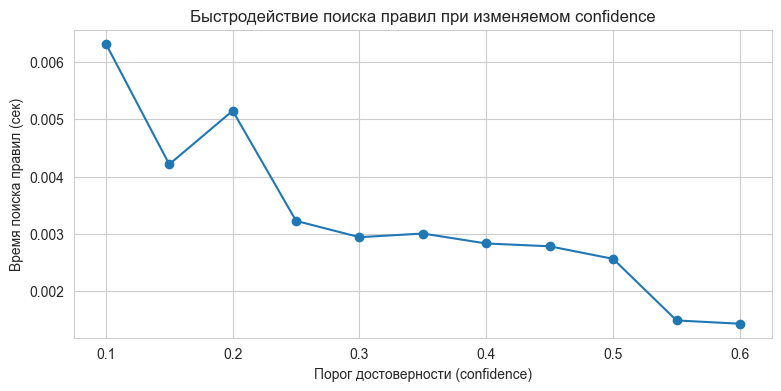 Быстродействие поиска правил при изменяемом confidence
Время поиска правил (сек)
0.006
0.005
0.004
0.003
0.002
0.1 0.2 0.3 0.4 0.5 0.6
Порог достоверности (confidence)